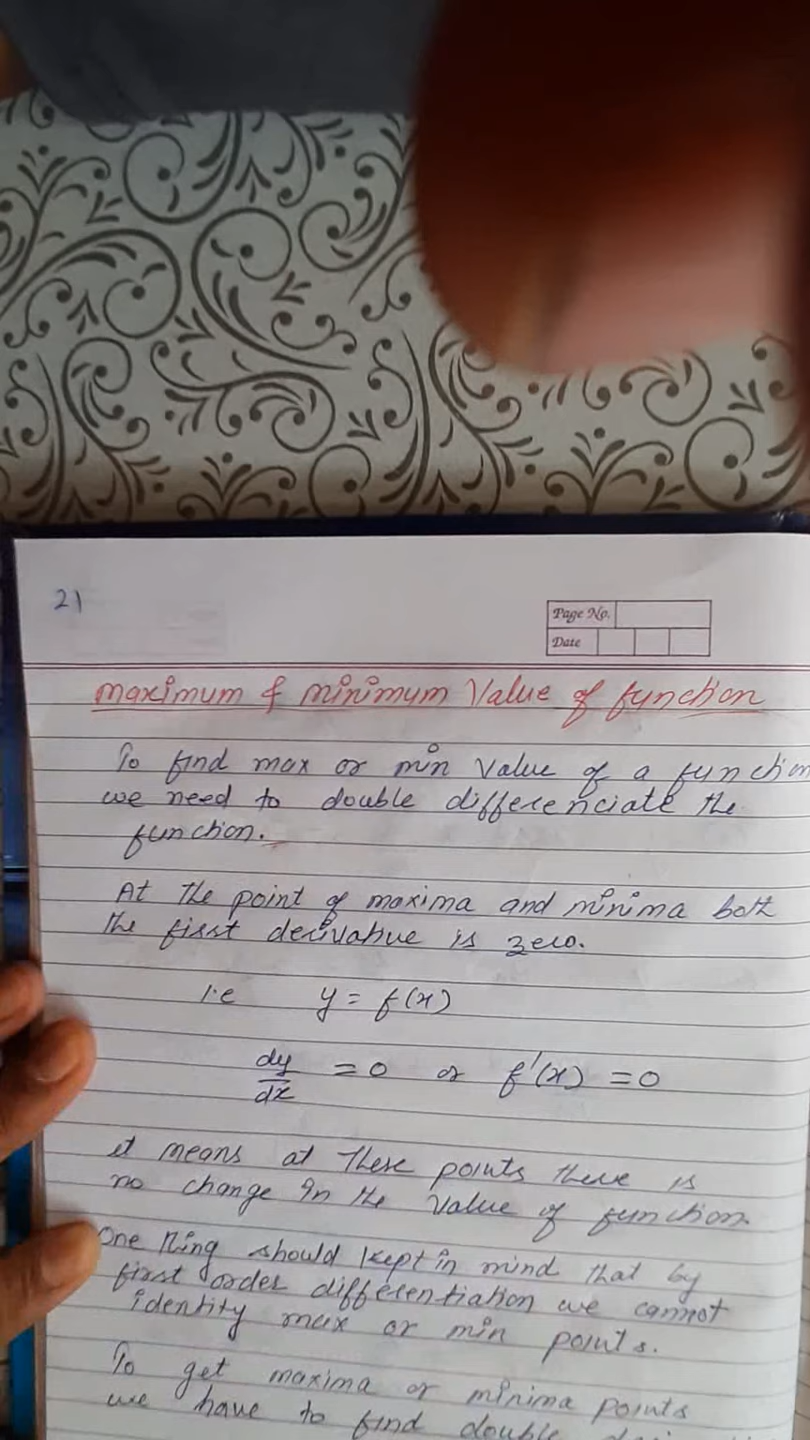 21
Page No.
Date
maximum & minimum Value of function
To find max or min Value of a function
we need to double differenciate the
function.
At the point of maxima and minima both
the first derivative is zero.
i.e y = f(x)
dy/dx = 0 or f'(x) = 0
it means at these points there is
no change in the value of function.
One thing should kept in mind that by
first order differentiation we cannot
identity max or min points.
To get maxima or minima points
we have to find double